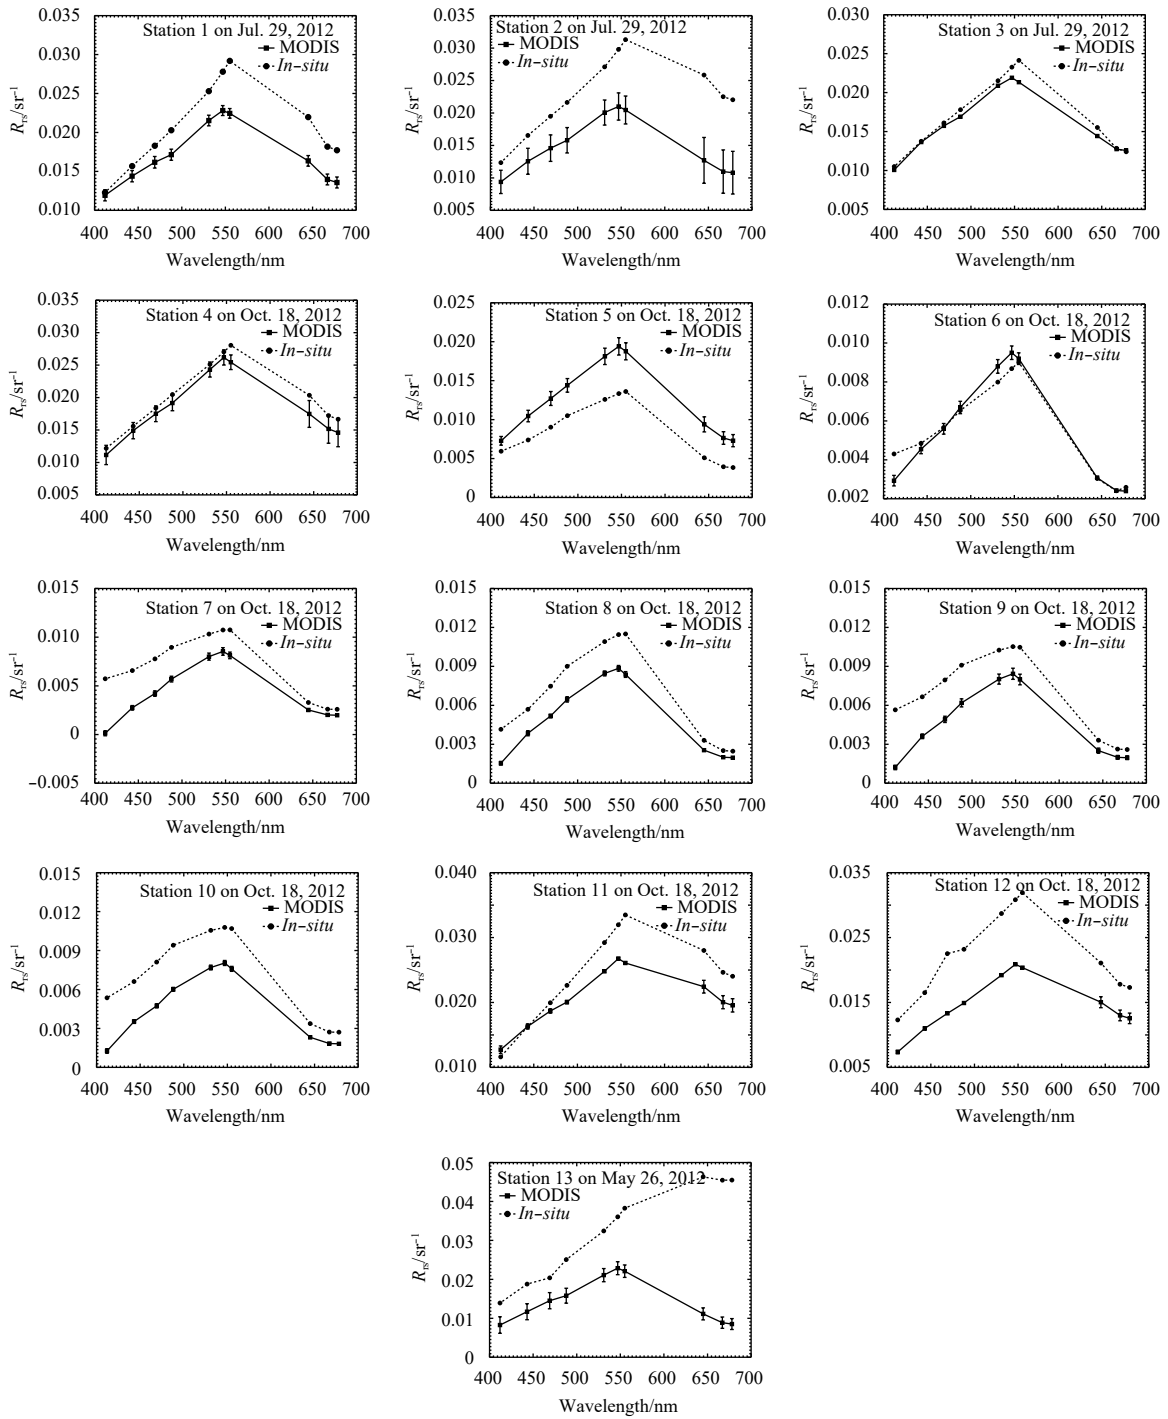 Station 1 on Jul. 29, 2012
MODIS
In-situ
0.035
0.030
0.025
0.020
0.015
0.010
Rrs/sr−1
400 450 500 550 600 650 700
Wavelength/nm
Station 2 on Jul. 29, 2012
MODIS
In-situ
0.035
0.030
0.025
0.020
0.015
0.010
0.005
Rrs/sr−1
400 450 500 550 600 650 700
Wavelength/nm
Station 3 on Jul. 29, 2012
MODIS
In-situ
0.030
0.025
0.020
0.015
0.010
0.005
Rrs/sr−1
400 450 500 550 600 650 700
Wavelength/nm
Station 4 on Oct. 18, 2012
MODIS
In-situ
0.035
0.030
0.025
0.020
0.015
0.010
0.005
Rrs/sr−1
400 450 500 550 600 650 700
Wavelength/nm
Station 5 on Oct. 18, 2012
MODIS
In-situ
0.025
0.020
0.015
0.010
0.005
0
Rrs/sr−1
400 450 500 550 600 650 700
Wavelength/nm
Station 6 on Oct. 18, 2012
MODIS
In-situ
0.012
0.010
0.008
0.006
0.004
0.002
Rrs/sr−1
400 450 500 550 600 650 700
Wavelength/nm
Station 7 on Oct. 18, 2012
MODIS
In-situ
0.015
0.010
0.005
0
−0.005
Rrs/sr−1
400 450 500 550 600 650 700
Wavelength/nm
Station 8 on Oct. 18, 2012
MODIS
In-situ
0.015
0.012
0.009
0.006
0.003
0
Rrs/sr−1
400 450 500 550 600 650 700
Wavelength/nm
Station 9 on Oct. 18, 2012
MODIS
In-situ
0.015
0.012
0.009
0.006
0.003
0
Rrs/sr−1
400 450 500 550 600 650 700
Wavelength/nm
Station 10 on Oct. 18, 2012
MODIS
In-situ
0.015
0.012
0.009
0.006
0.003
0
Rrs/sr−1
400 450 500 550 600 650 700
Wavelength/nm
Station 11 on Oct. 18, 2012
MODIS
In-situ
0.040
0.030
0.020
0.010
Rrs/sr−1
400 450 500 550 600 650 700
Wavelength/nm
Station 12 on Oct. 18, 2012
MODIS
In-situ
0.035
0.025
0.015
0.005
Rrs/sr−1
400 450 500 550 600 650 700
Wavelength/nm
Station 13 on May 26, 2012
MODIS
In-situ
0.05
0.04
0.03
0.02
0.01
0
Rrs/sr−1
400 450 500 550 600 650 700
Wavelength/nm